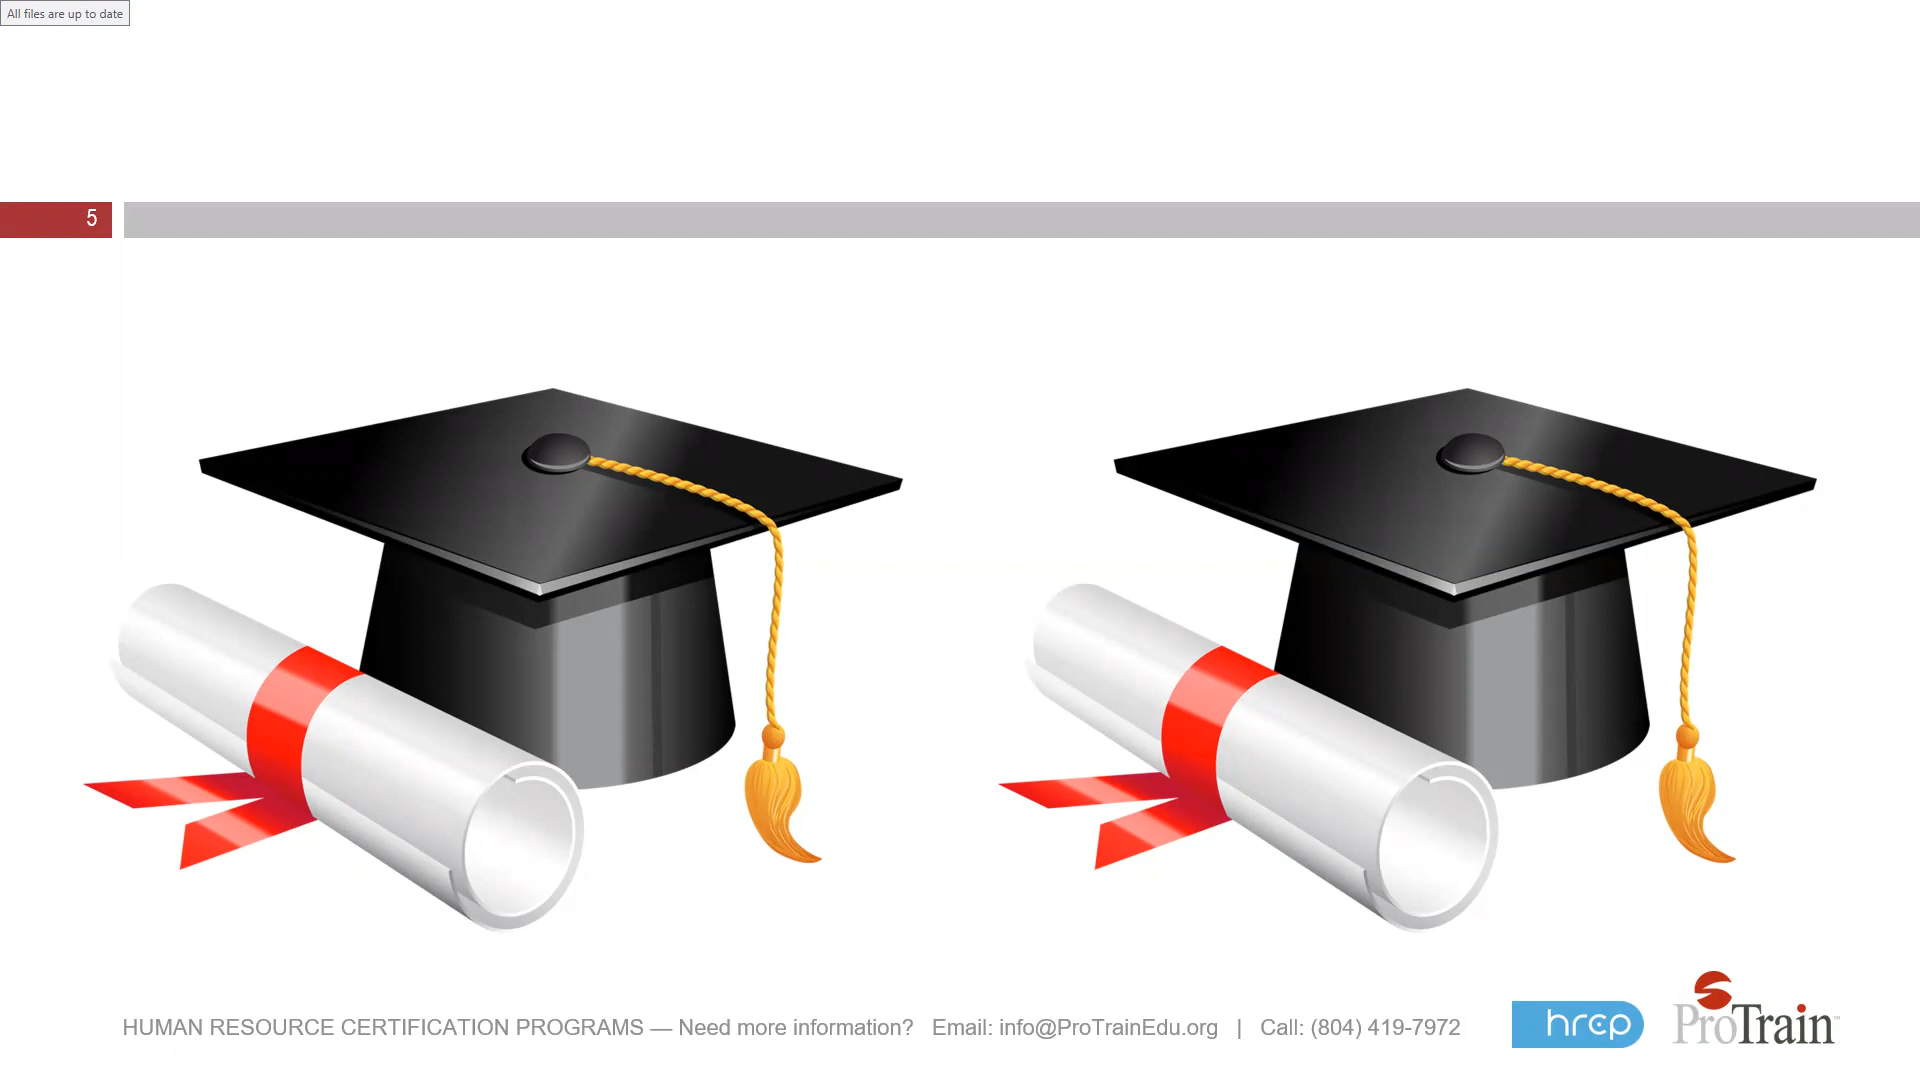 All files are up to date
5
HUMAN RESOURCE CERTIFICATION PROGRAMS — Need more information? Email: info@ProTrainEdu.org | Call: (804) 419-7972
hrcp
ProTrain™